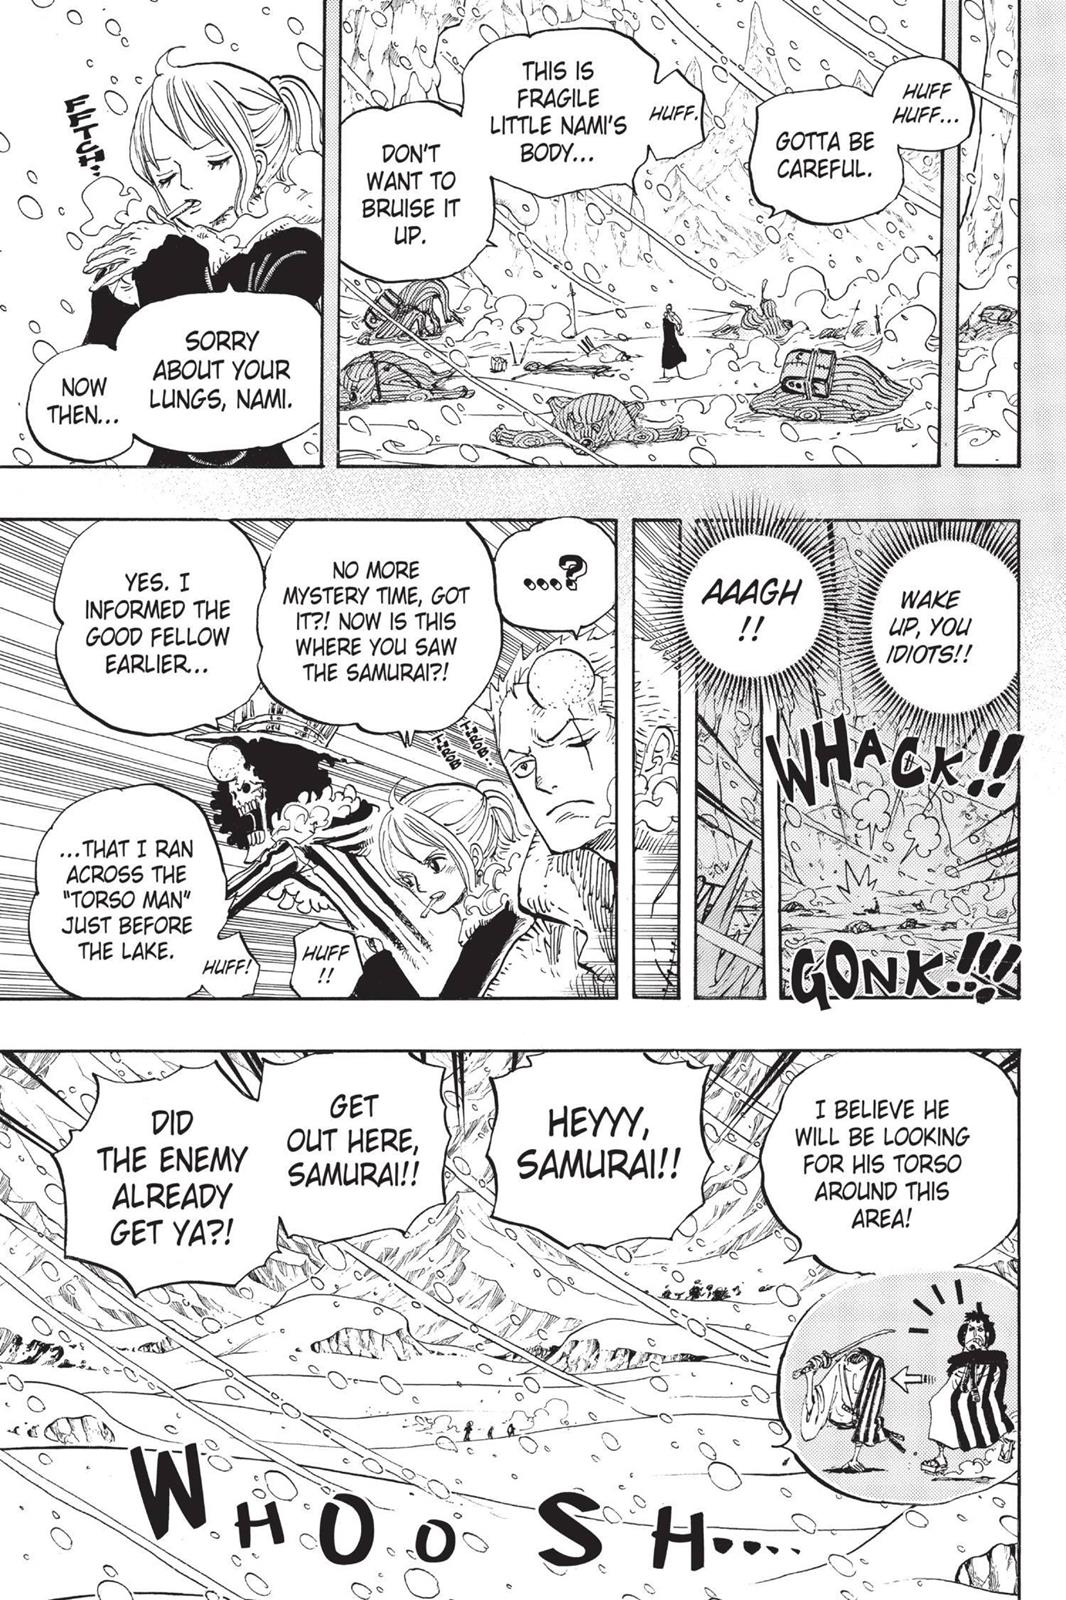 HUFF
HUFF...
GOTTA BE
CAREFUL.
HUFF.
THIS IS
FRAGILE
LITTLE NAMI'S
BODY...
DON'T
WANT TO
BRUISE IT
UP.
FFTCH.
SORRY
ABOUT YOUR
LUNGS, NAMI.
NOW
THEN...
WAKE
UP, YOU
IDIOTS!!
AAAGH
!!
WHACK!!
GONK!!!
...?
NO MORE
MYSTERY TIME, GOT
IT?! NOW IS THIS
WHERE YOU SAW
THE SAMURAI?!
YES. I
INFORMED THE
GOOD FELLOW
EARLIER...
...THAT I RAN
ACROSS THE
"TORSO MAN"
JUST BEFORE
THE LAKE.
HUFF!
HUFF
!!
I BELIEVE HE
WILL BE LOOKING
FOR HIS TORSO
AROUND THIS
AREA!
HEYYY,
SAMURAI!!
GET
OUT HERE,
SAMURAI!!
DID
THE ENEMY
ALREADY
GET YA?!
WHOOSH....